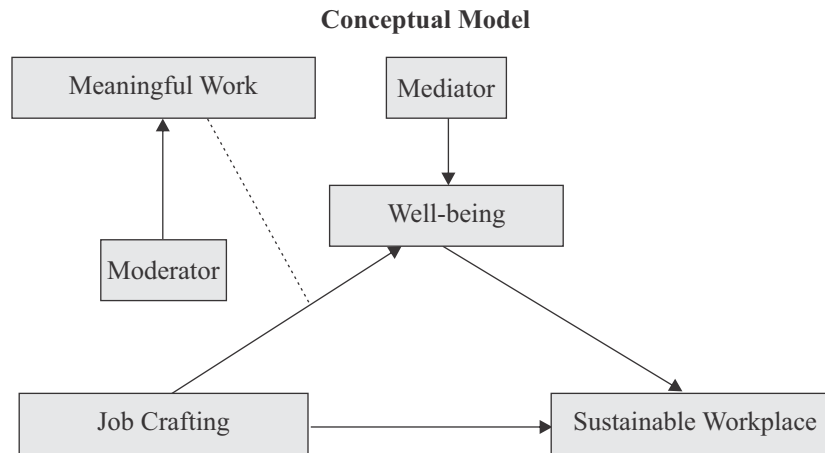 Conceptual Model
Meaningful Work
Mediator
Well-being
Moderator
Job Crafting
Sustainable Workplace